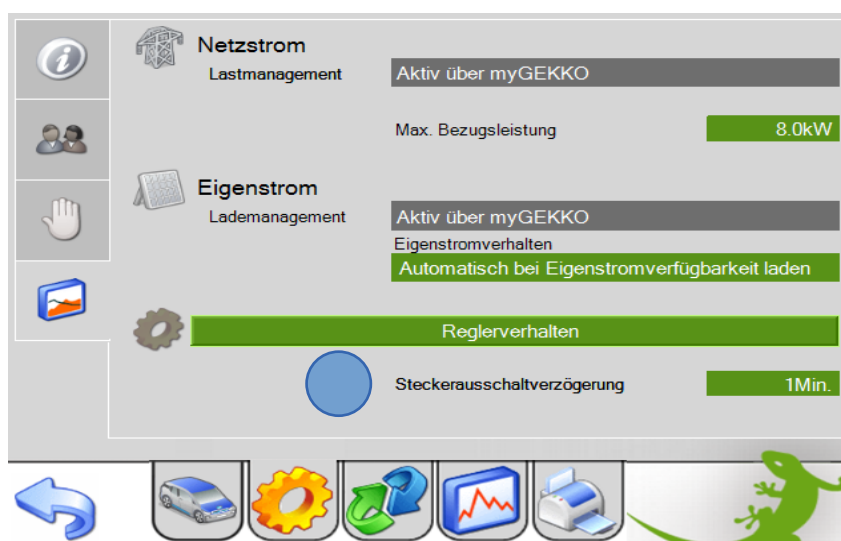 Netzstrom
Lastmanagement
Aktiv über myGEKKO
Max. Bezugsleistung
8.0kW
Eigenstrom
Lademanagement
Aktiv über myGEKKO
Eigenstromverhalten
Automatisch bei Eigenstromverfügbarkeit laden
Reglerverhalten
Steckerausschaltverzögerung
1Min.